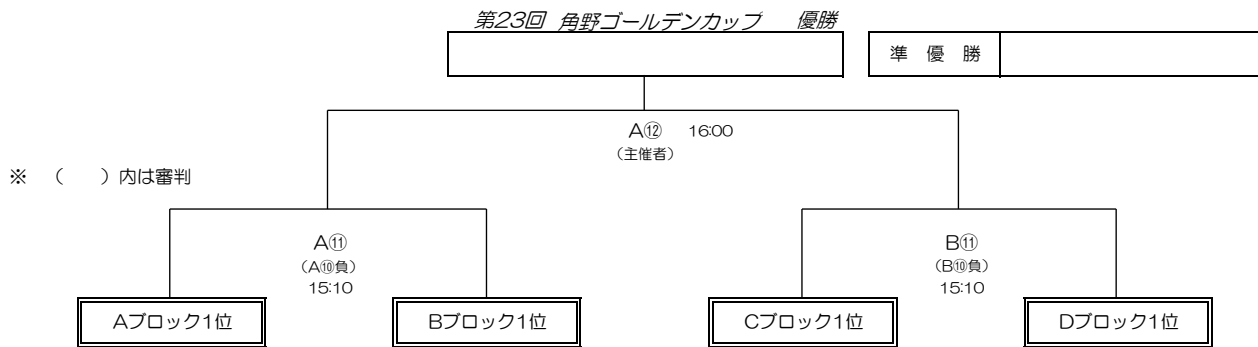 第23回 角野ゴールデンカップ 優勝
準 優 勝
A⑫ 16:00
(主催者)
※ ( )内は審判
A⑪
(A⑩負)
15:10
B⑪
(B⑩負)
15:10
Aブロック1位
Bブロック1位
Cブロック1位
Dブロック1位